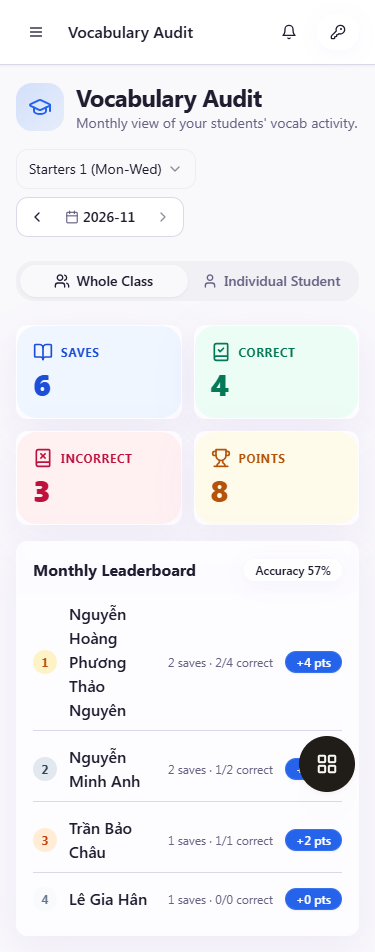 Vocabulary Audit
Vocabulary Audit
Monthly view of your students' vocab activity.
Starters 1 (Mon-Wed)
2026-11
Whole Class
Individual Student
SAVES
6
CORRECT
4
INCORRECT
3
POINTS
8
Monthly Leaderboard
Accuracy 57%
1
Nguyễn
Hoàng
Phương
Thảo
Nguyên
2 saves · 2/4 correct
+4 pts
2
Nguyễn
Minh Anh
2 saves · 1/2 correct
3
Trần Bảo
Châu
1 saves · 1/1 correct
+2 pts
4
Lê Gia Hân
1 saves · 0/0 correct
+0 pts